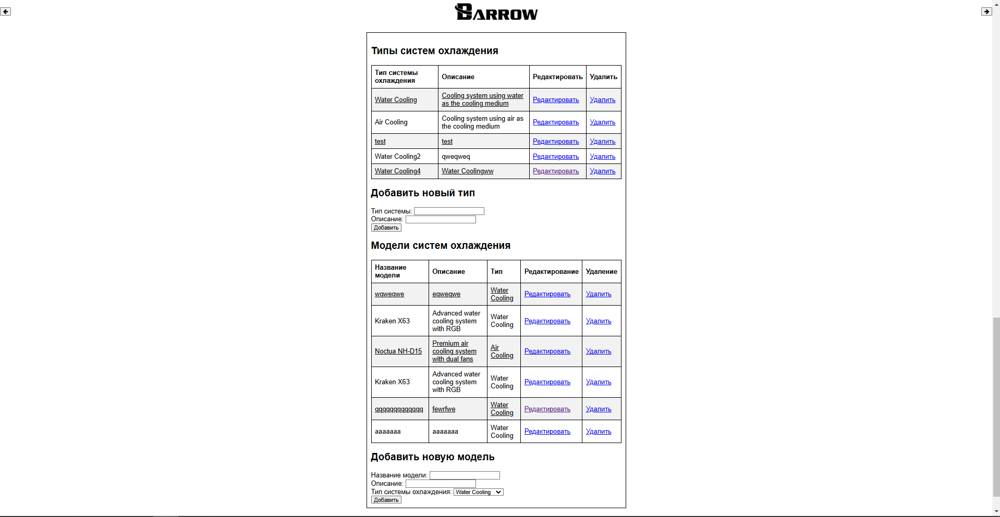 BARROW
Типы систем охлаждения
Тип системы охлаждения Описание Редактировать Удалить
Water Cooling Cooling system using water as the cooling medium Редактировать Удалить
Air Cooling Cooling system using air as the cooling medium Редактировать Удалить
test test Редактировать Удалить
Water Cooling2 qweqweq Редактировать Удалить
Water Cooling4 Water Coolingww Редактировать Удалить
Добавить новый тип
Тип системы:
Описание:
Добавить
Модели систем охлаждения
Название модели Описание Тип Редактирование Удаление
wqweqwe eqweqwe Water Cooling Редактировать Удалить
Kraken X63 Advanced water cooling system with RGB Water Cooling Редактировать Удалить
Noctua NH-D15 Premium air cooling system with dual fans Air Cooling Редактировать Удалить
Kraken X63 Advanced water cooling system with RGB Water Cooling Редактировать Удалить
qqqqqqqqqqqqq fewrfwe Water Cooling Редактировать Удалить
aaaaaaa aaaaaaa Water Cooling Редактировать Удалить
Добавить новую модель
Название модели:
Описание:
Тип системы охлаждения: Water Cooling
Добавить